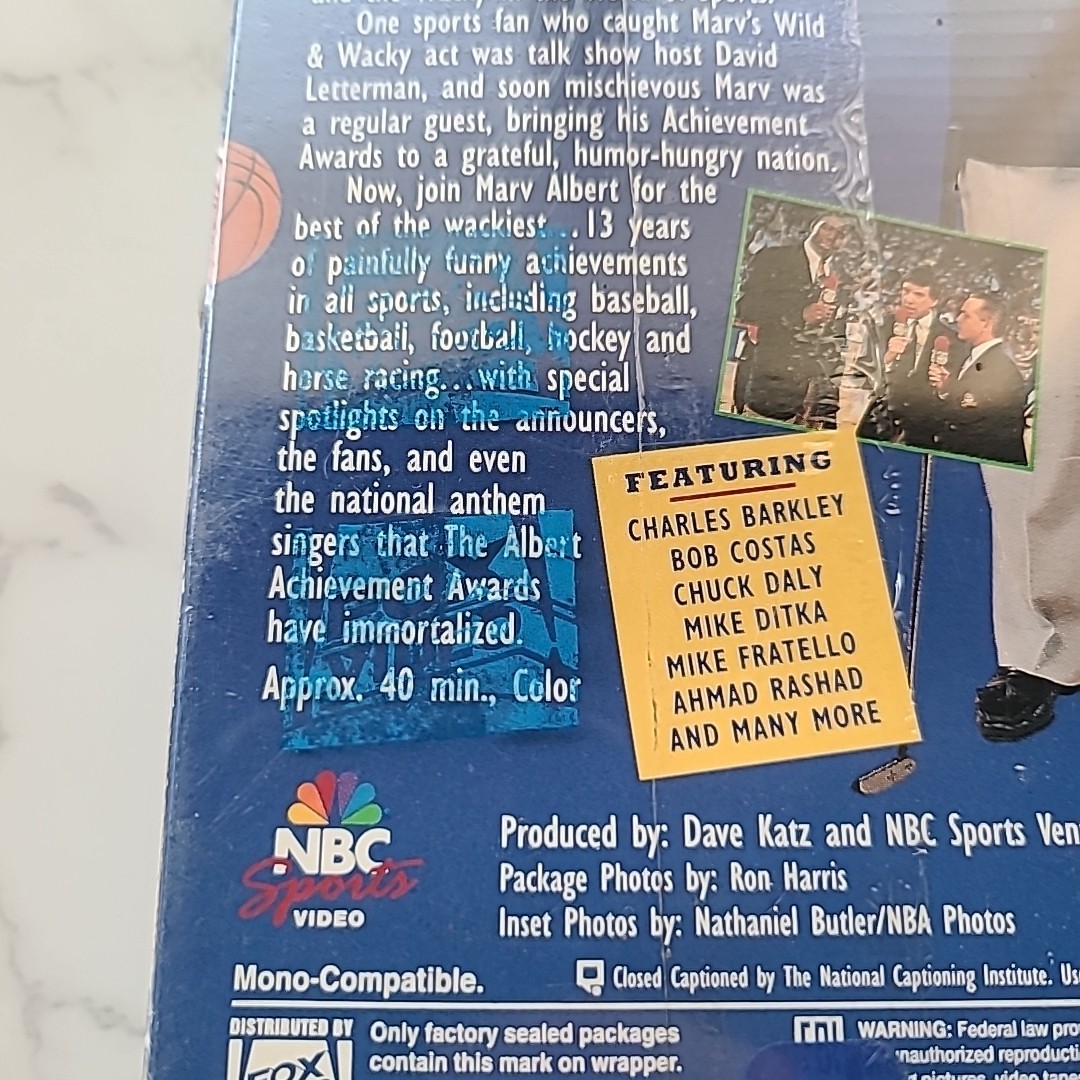 One sports fan who caught Marv's Wild
& Wacky act was talk show host David
Letterman, and soon mischievous Marv was
a regular guest, bringing his Achievement
Awards to a grateful, humor-hungry nation.
Now, join Marv Albert for the
best of the wackiest...13 years
of painfully funny achievements
in all sports, including baseball,
basketball, football, hockey and
horse racing...with special
spotlights on the announcers,
the fans, and even
the national anthem
singers that The Albert
Achievement Awards
have immortalized.
Approx. 40 min., Color
FEATURING
CHARLES BARKLEY
BOB COSTAS
CHUCK DALY
MIKE DITKA
MIKE FRATELLO
AHMAD RASHAD
AND MANY MORE
NBC
Sports
VIDEO
Produced by: Dave Katz and NBC Sports Ven
Package Photos by: Ron Harris
Inset Photos by: Nathaniel Butler/NBA Photos
Mono-Compatible.
Closed Captioned by The National Captioning Institute. Us
DISTRIBUTED BY
FOX
Only factory sealed packages
contain this mark on wrapper.
WARNING: Federal law pro
unauthorized reproducti